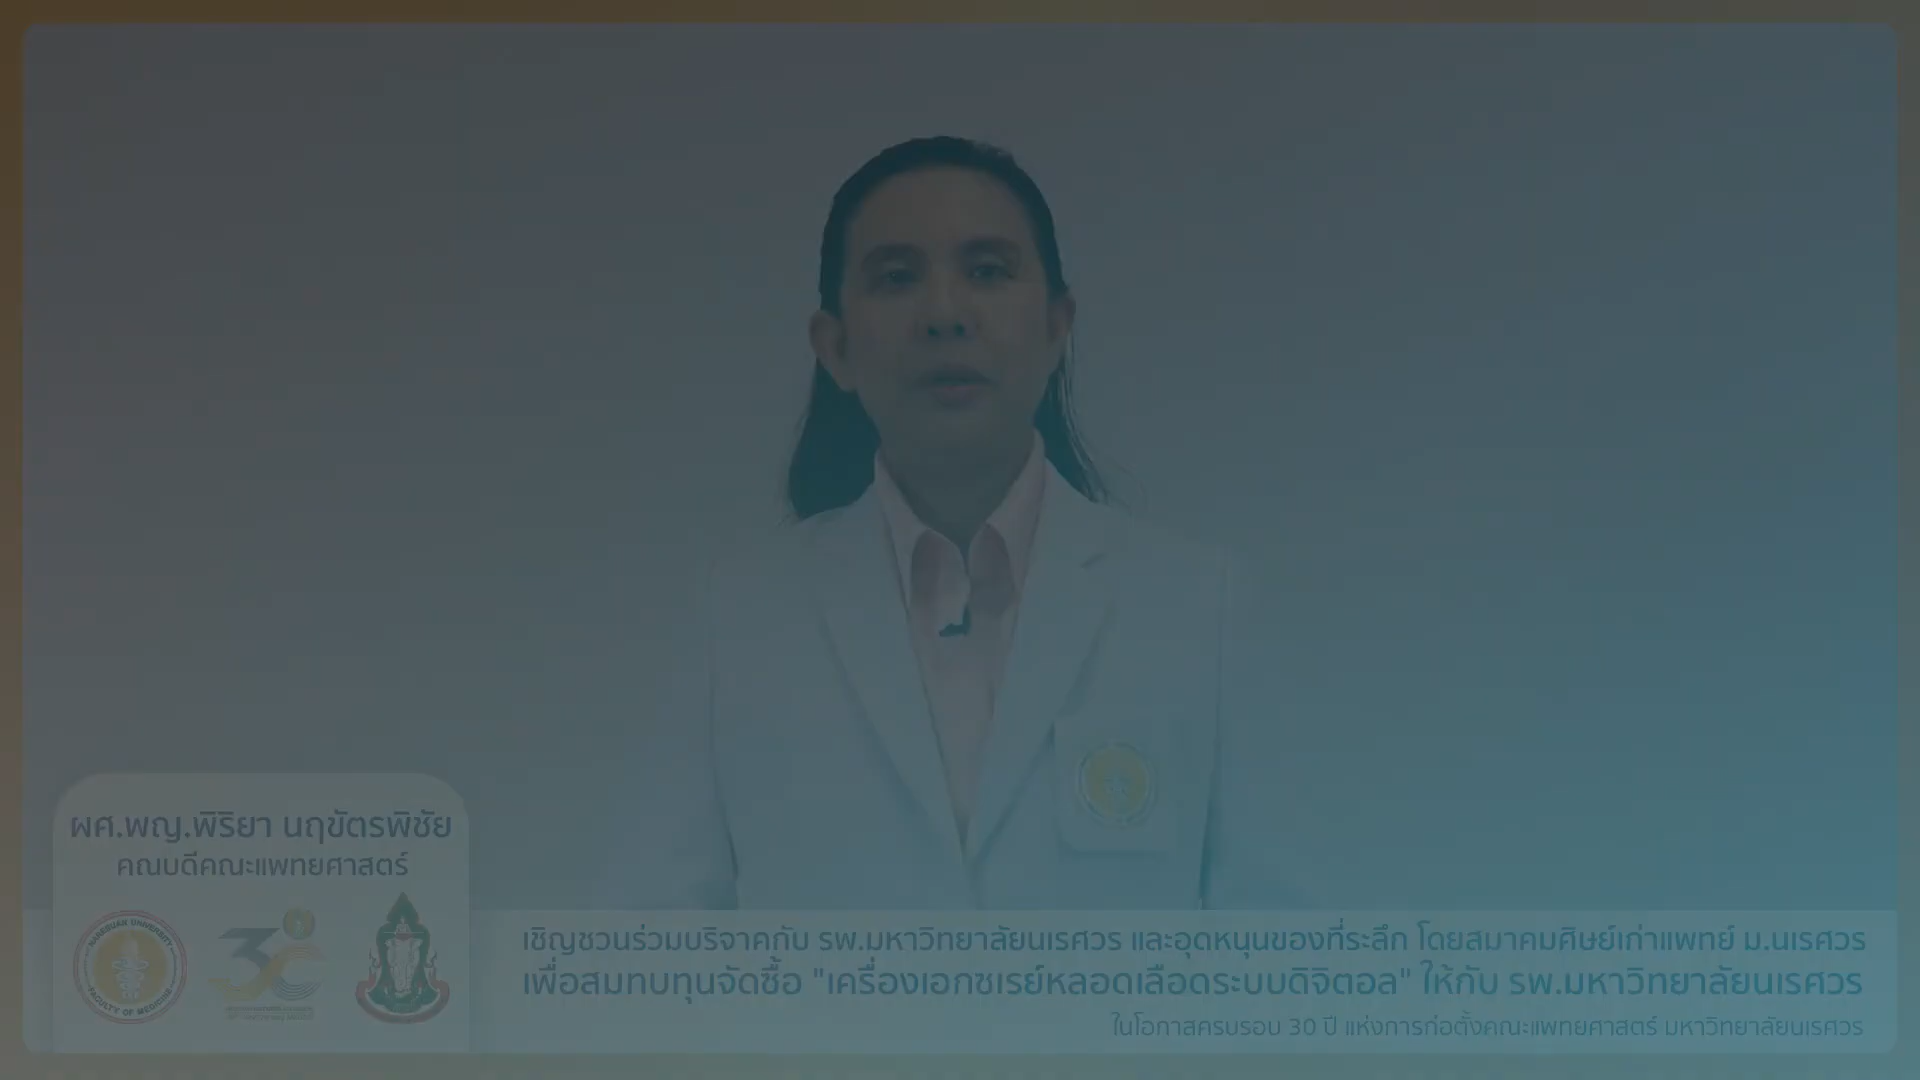 ผศ.พญ.พิริยา นฤขัตรพิชัย
คณบดีคณะแพทยศาสตร์
NARESUAN UNIVERSITY
FACULTY OF MEDICINE
30
เชิญชวนร่วมบริจาคกับ รพ.มหาวิทยาลัยนเรศวร และอุดหนุนของที่ระลึก โดยสมาคมศิษย์เก่าแพทย์ ม.นเรศวร
เพื่อสมทบทุนจัดซื้อ "เครื่องเอกซเรย์หลอดเลือดระบบดิจิตอล" ให้กับ รพ.มหาวิทยาลัยนเรศวร
ในโอกาสครบรอบ 30 ปี แห่งการก่อตั้งคณะแพทยศาสตร์ มหาวิทยาลัยนเรศวร